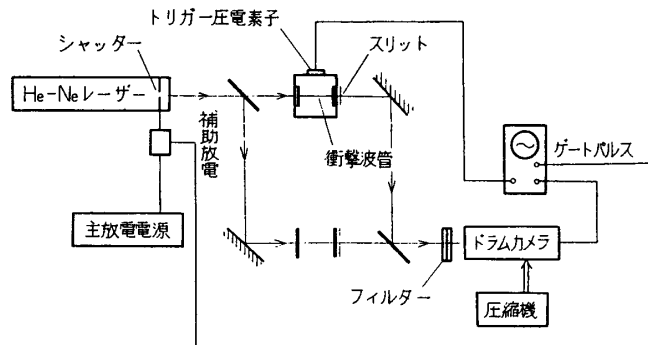 トリガー圧電素子
シャッター
スリット
He-Neレーザー
補助放電
衝撃波管
ゲートパルス
主放電電源
ドラムカメラ
フィルター
圧縮機